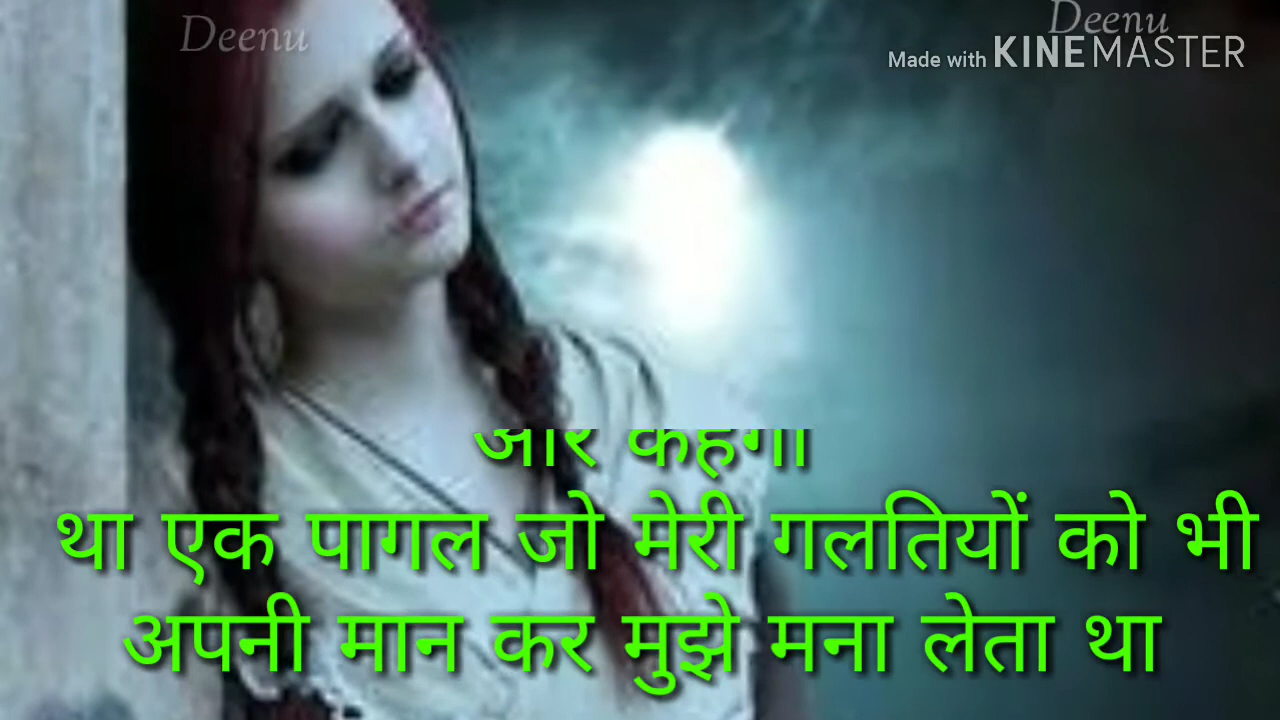 Deenu
Deenu
Made with KINEMASTER
था एक पागल जो मेरी गलतियों को भी
अपनी मान कर मुझे मना लेता था